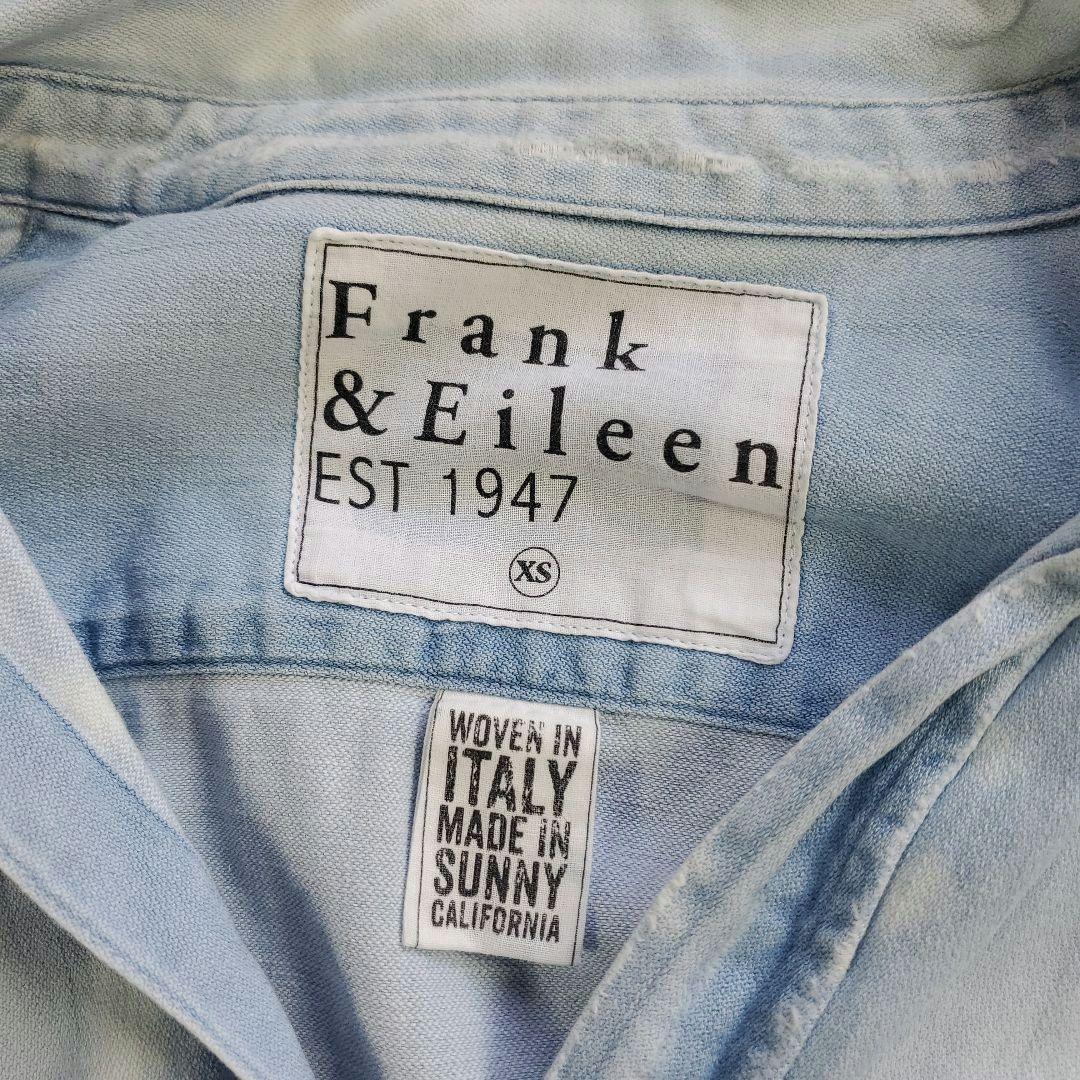 Frank
& Eileen
EST 1947
XS
WOVEN IN
ITALY
MADE iN
SUNNY
CALIFORNIA